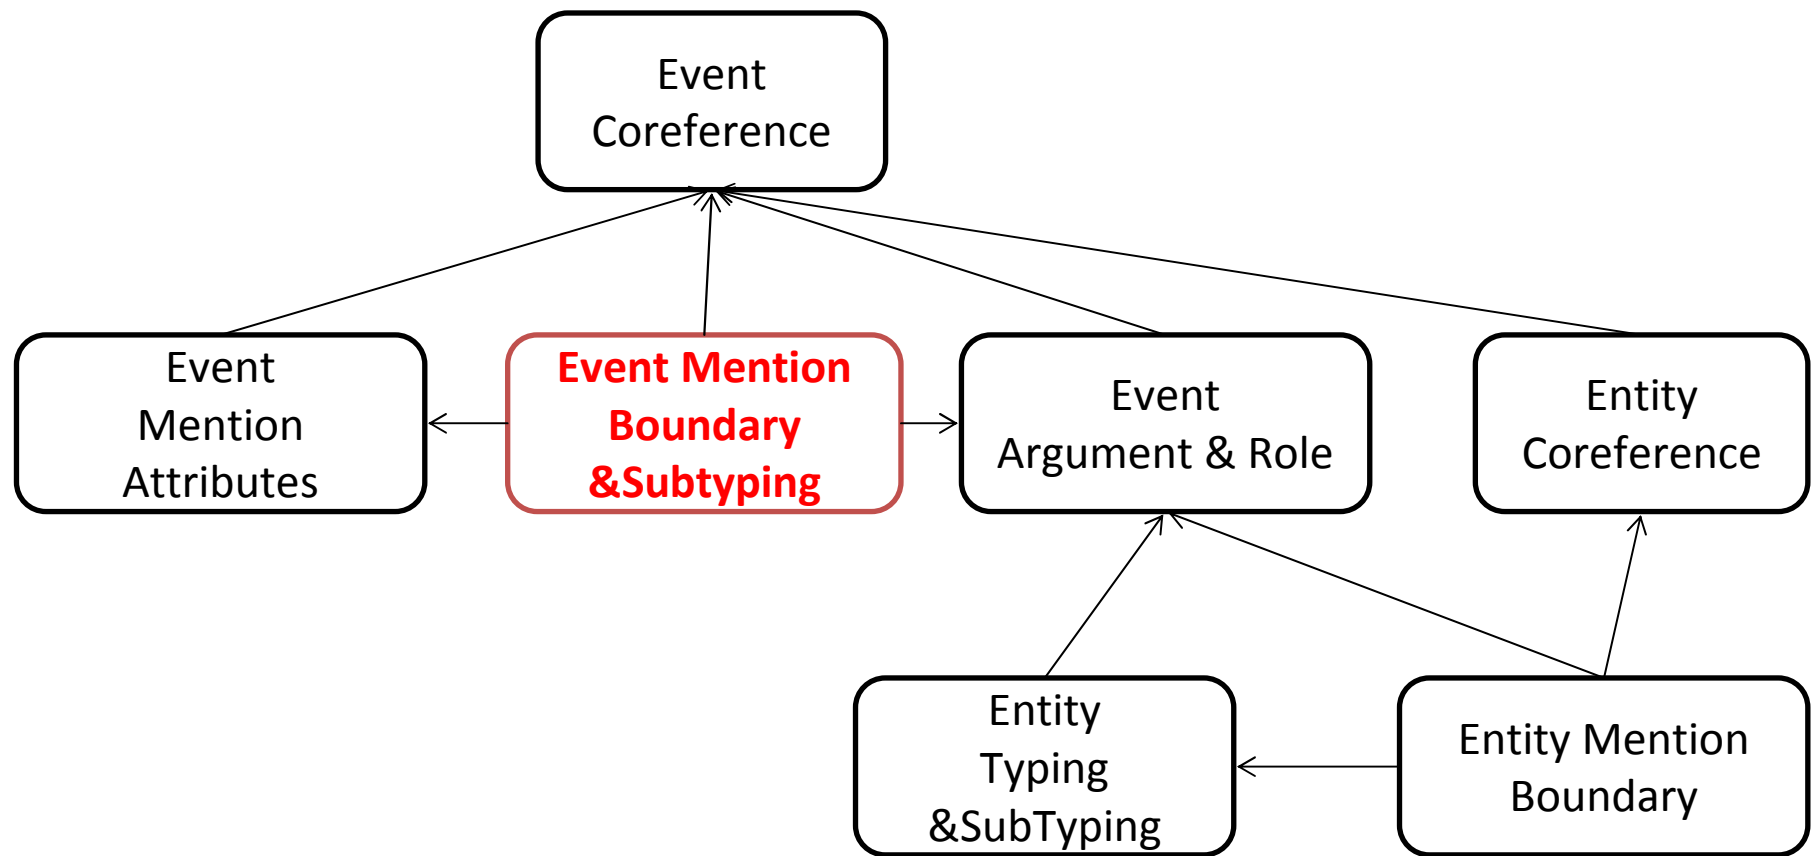 Event
Coreference
Event
Mention
Attributes
Event Mention
Boundary
&Subtyping
Event
Argument & Role
Entity
Coreference
Entity
Typing
&SubTyping
Entity Mention
Boundary